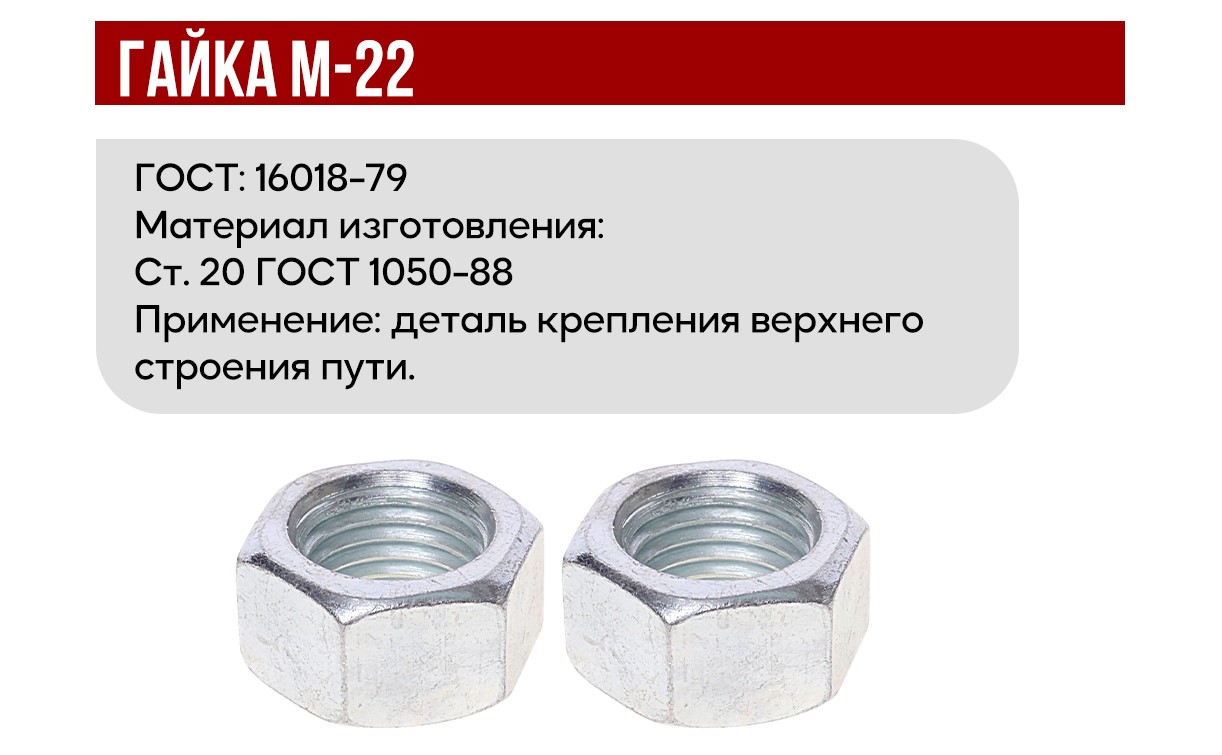 ГАЙКА М-22
ГОСТ: 16018-79
Материал изготовления:
Ст. 20 ГОСТ 1050-88
Применение: деталь крепления верхнего
строения пути.